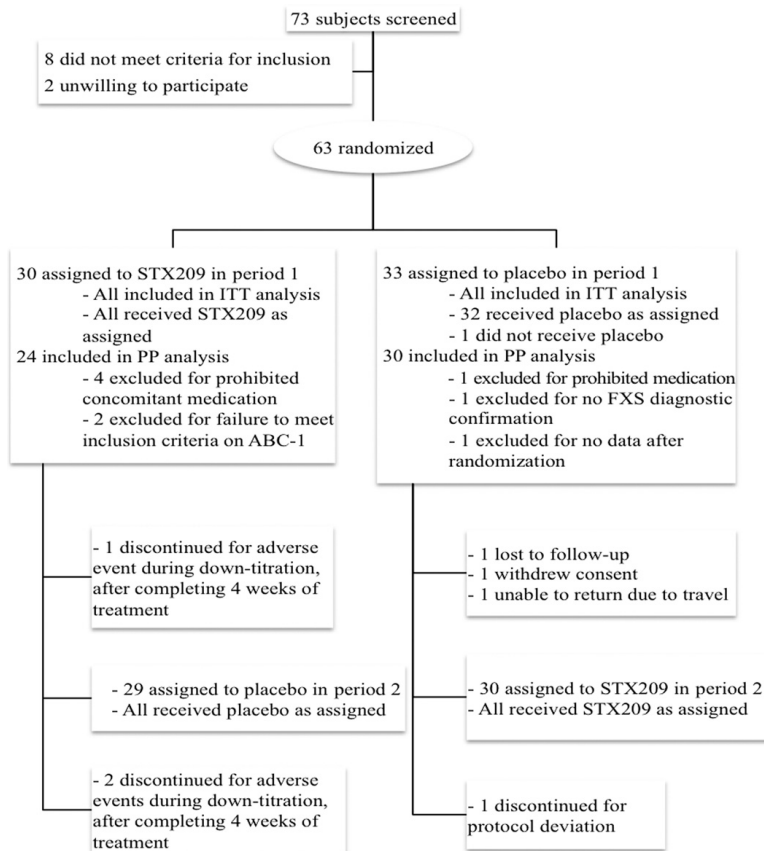 73 subjects screened
8 did not meet criteria for inclusion
2 unwilling to participate
63 randomized
30 assigned to STX209 in period 1
- All included in ITT analysis
- All received STX209 as
assigned
24 included in PP analysis
- 4 excluded for prohibited
concomitant medication
- 2 excluded for failure to meet
inclusion criteria on ABC-1
33 assigned to placebo in period 1
- All included in ITT analysis
- 32 received placebo as assigned
- 1 did not receive placebo
30 included in PP analysis
- 1 excluded for prohibited medication
- 1 excluded for no FXS diagnostic
confirmation
- 1 excluded for no data after
randomization
- 1 discontinued for adverse
event during down-titration,
after completing 4 weeks of
treatment
- 1 lost to follow-up
- 1 withdrew consent
- 1 unable to return due to travel
- 29 assigned to placebo in period 2
- All received placebo as assigned
- 30 assigned to STX209 in period 2
- All received STX209 as assigned
- 2 discontinued for adverse
events during down-titration,
after completing 4 weeks of
treatment
- 1 discontinued for
protocol deviation